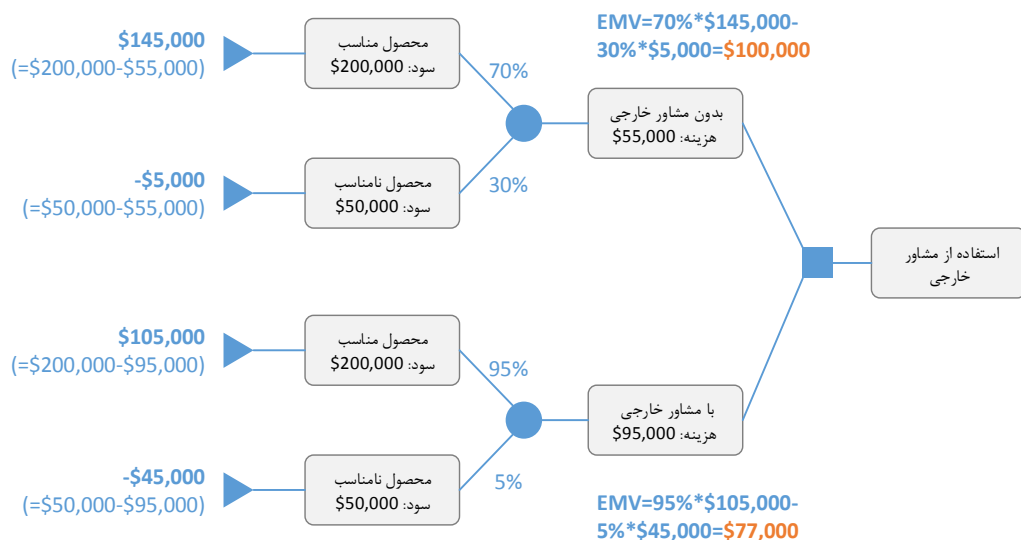 $145,000
(=$200,000-$55,000)
محصول مناسب
سود: $200,000
70%
EMV=70%*$145,000-
30%*$5,000=$100,000
بدون مشاور خارجی
هزینه: $55,000
-$5,000
(=$50,000-$55,000)
محصول نامناسب
سود: $50,000
30%
استفاده از مشاور
خارجی
$105,000
(=$200,000-$95,000)
محصول مناسب
سود: $200,000
95%
با مشاور خارجی
هزینه: $95,000
-$45,000
(=$50,000-$95,000)
محصول نامناسب
سود: $50,000
5%
EMV=95%*$105,000-
5%*$45,000=$77,000